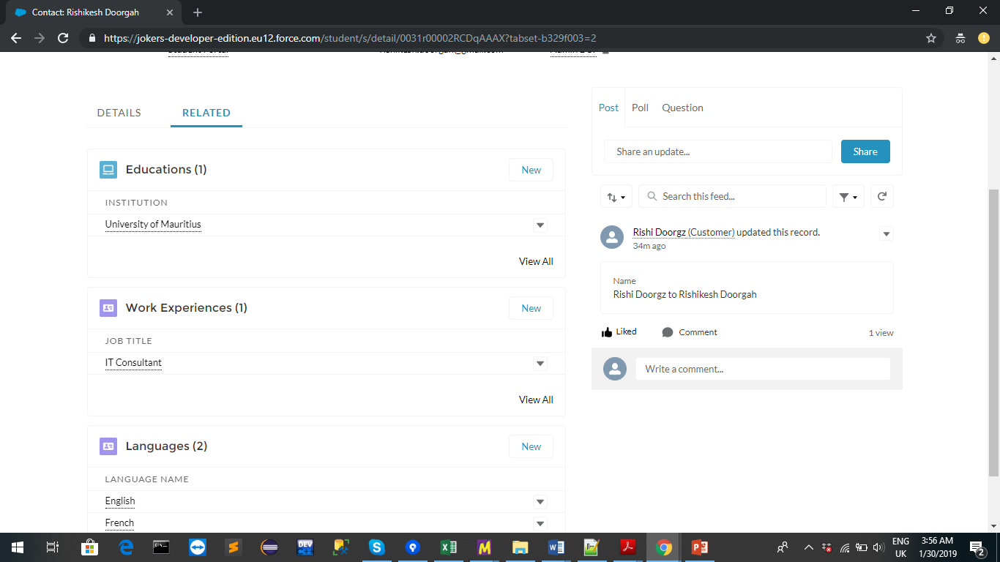 Contact: Rishikesh Doorgah
https://jokers-developer-edition.eu12.force.com/student/s/detail/0031r00002RCDqAAAX?tabset-b329f003=2
DETAILS
RELATED
Educations (1)
New
INSTITUTION
University of Mauritius
View All
Work Experiences (1)
New
JOB TITLE
IT Consultant
View All
Languages (2)
New
LANGUAGE NAME
English
French
Post Poll Question
Share an update...
Share
Search this feed...
Rishi Doorgz (Customer) updated this record.
34m ago
Name
Rishi Doorgz to Rishikesh Doorgah
Liked
Comment
1 view
Write a comment...
DEV
ENG
UK
3:56 AM
1/30/2019
2